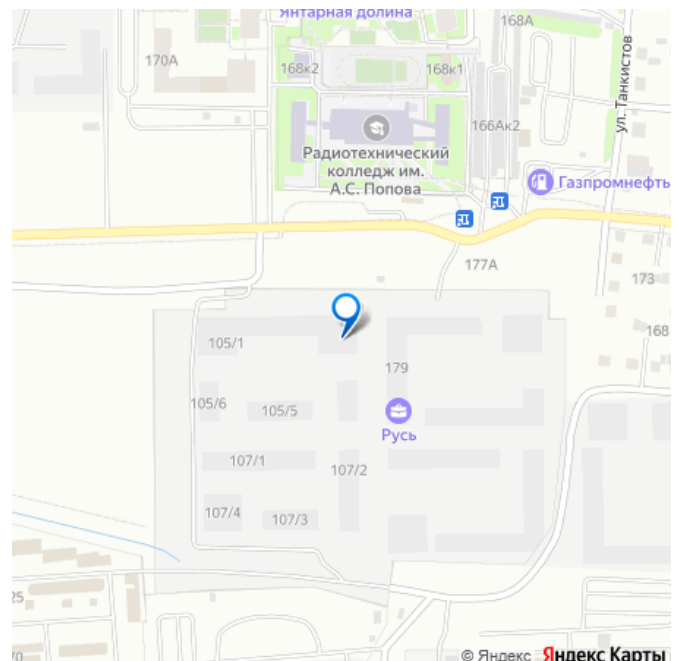 Янтарная долина
168А
170А
168к2
168к1
ул. Танкистов
166Ак2
Радиотехнический
колледж им.
А.С. Попова
Газпромнефть
177А
173
168
105/1
179
105/6
105/5
Русь
107/1
107/2
107/4
107/3
25
70
© Яндекс Яндекс Карты